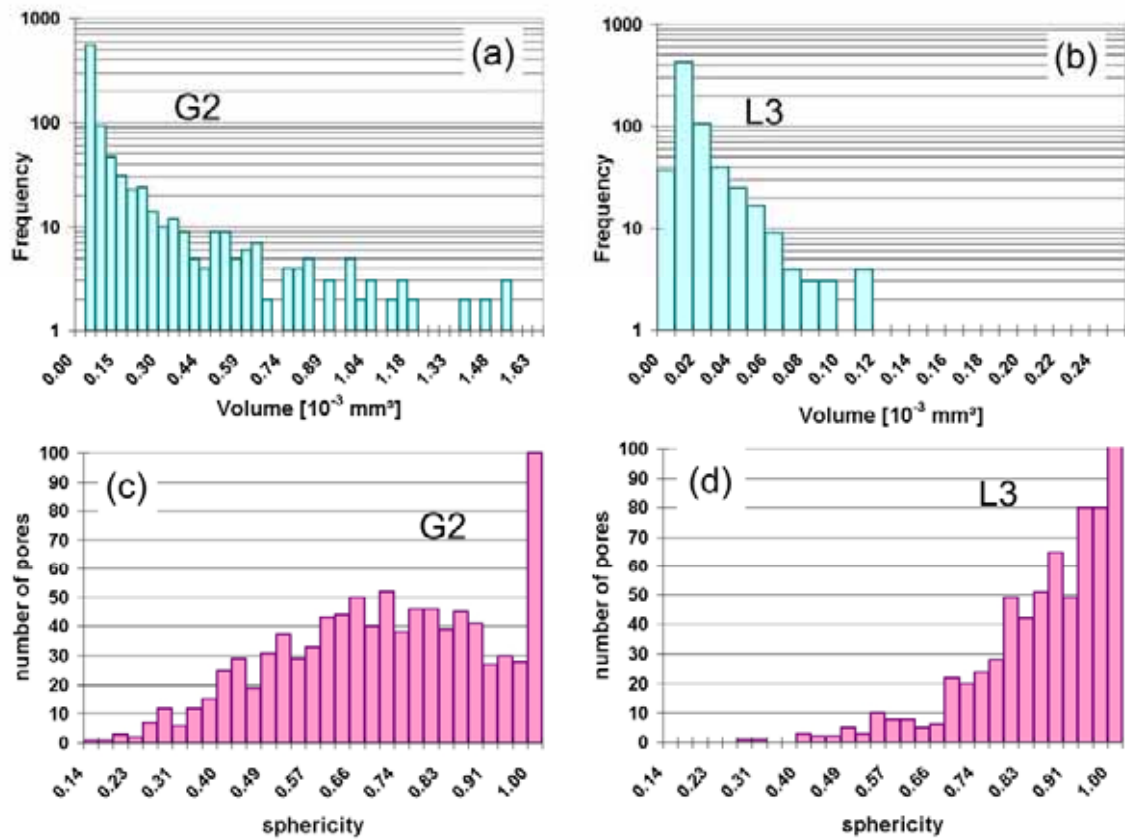 (a)
G2
Frequency
1000
100
10
1
0.00 0.15 0.30 0.44 0.59 0.74 0.89 1.04 1.18 1.33 1.48 1.63
Volume [10⁻³ mm³]
(b)
L3
Frequency
1000
100
10
1
0.00 0.02 0.04 0.06 0.08 0.10 0.12 0.14 0.16 0.18 0.20 0.22 0.24
Volume [10⁻³ mm³]
(c)
G2
number of pores
100
90
80
70
60
50
40
30
20
10
0
0.14 0.23 0.31 0.40 0.49 0.57 0.66 0.74 0.83 0.91 1.00
sphericity
(d)
L3
number of pores
100
90
80
70
60
50
40
30
20
10
0
0.14 0.23 0.31 0.40 0.49 0.57 0.66 0.74 0.83 0.91 1.00
sphericity